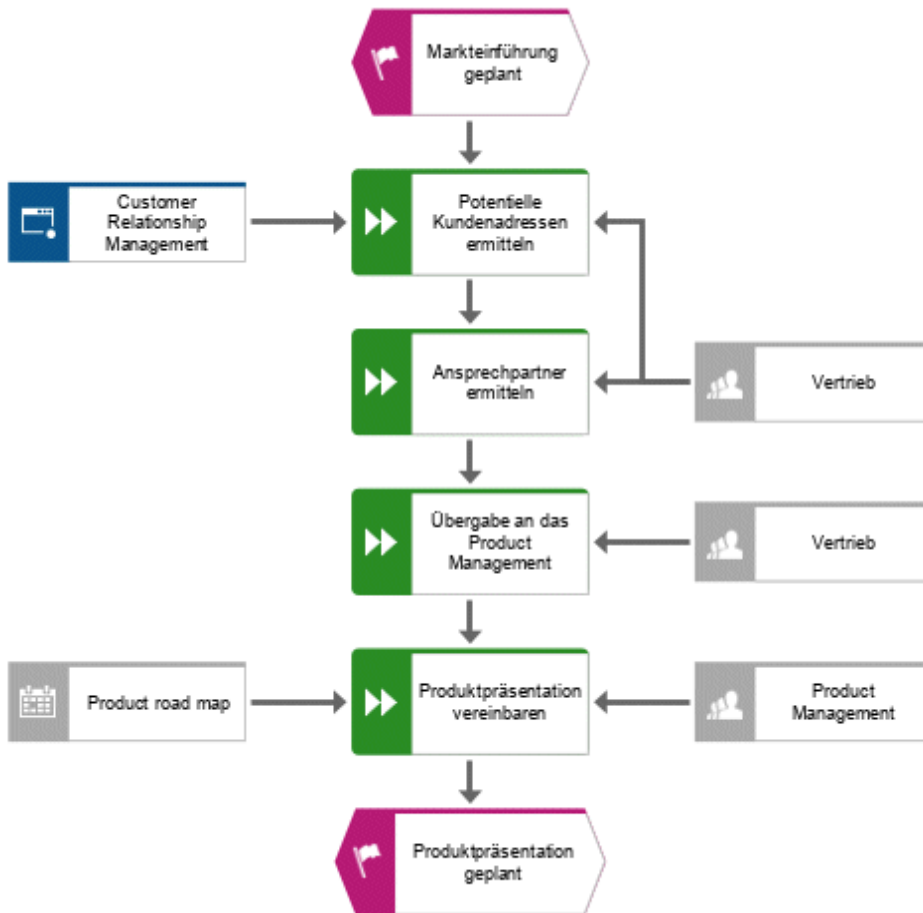 Markteinführung
geplant
Customer
Relationship
Management
Potentielle
Kundenadressen
ermitteln
Ansprechpartner
ermitteln
Vertrieb
Übergabe an das
Product
Management
Vertrieb
Product road map
Produktpräsentation
vereinbaren
Product
Management
Produktpräsentation
geplant